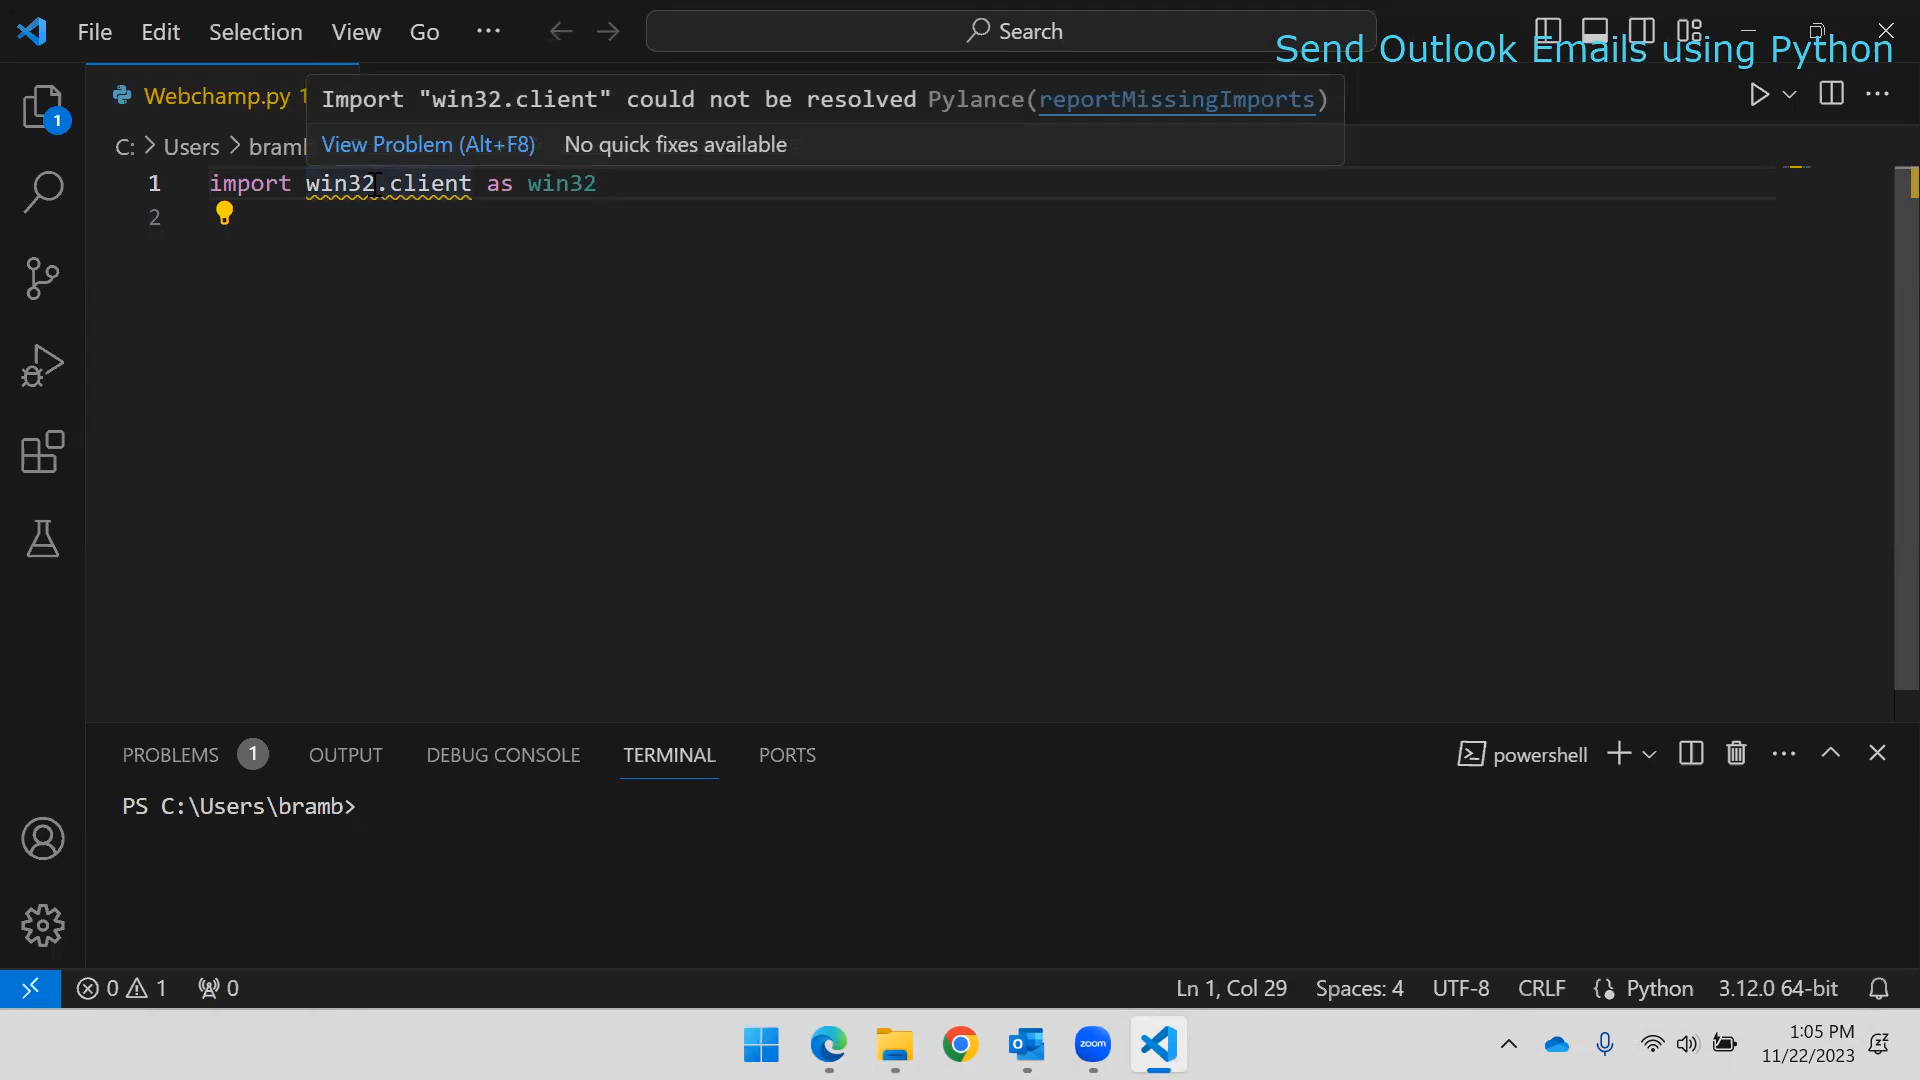 File Edit Selection View Go ··· Search
Send Outlook Emails using Python
Webchamp.py 1
Import "win32.client" could not be resolved Pylance(reportMissingImports)
View Problem (Alt+F8) No quick fixes available
C: > Users > bramb
1 import win32.client as win32
2
1
PROBLEMS 1 OUTPUT DEBUG CONSOLE TERMINAL PORTS powershell
PS C:\Users\bramb>
0 1 0 Ln 1, Col 29 Spaces: 4 UTF-8 CRLF Python 3.12.0 64-bit
zoom
1:05 PM
11/22/2023